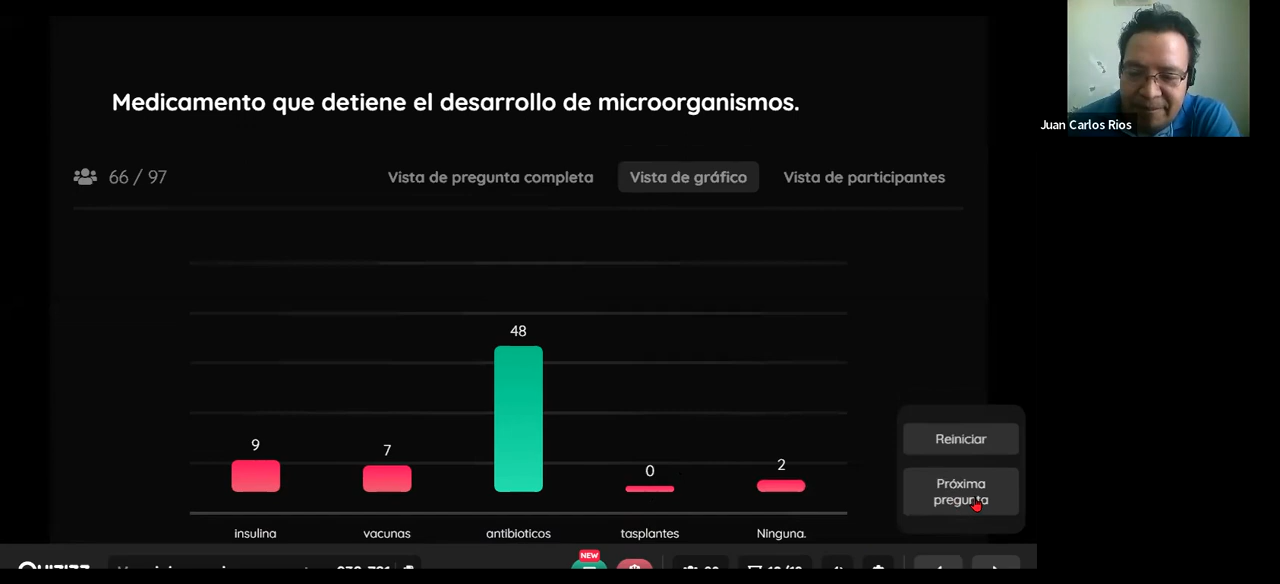 Medicamento que detiene el desarrollo de microorganismos.
Juan Carlos Rios
66 / 97
Vista de pregunta completa
Vista de gráfico
Vista de participantes
48
9
7
0
2
Reiniciar
Próxima
pregunta
insulina
vacunas
antibioticos
tasplantes
Ninguna.
NEW
QUIZIZZ